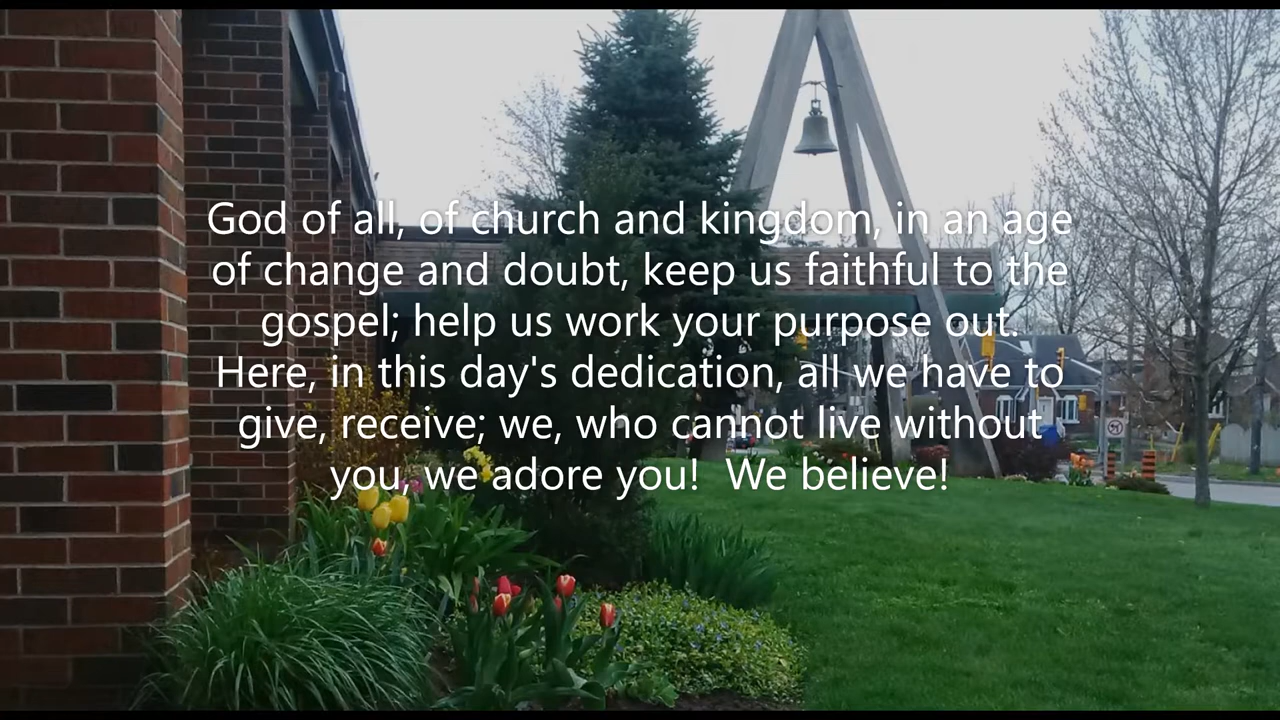 God of all, of church and kingdom, in an age
of change and doubt, keep us faithful to the
gospel; help us work your purpose out.
Here, in this day's dedication, all we have to
give, receive; we, who cannot live without
you, we adore you!  We believe!